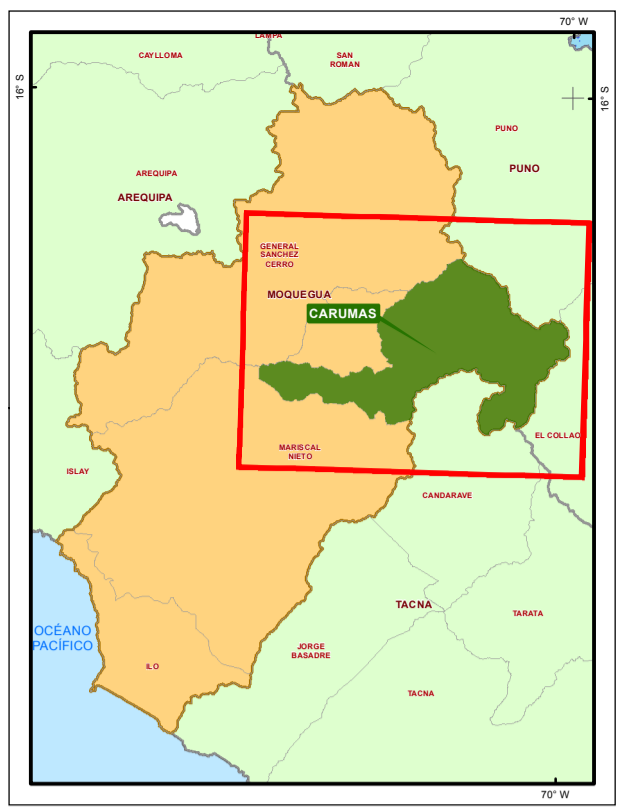 70° W
LAMPA
CAYLLOMA
SAN
ROMAN
16° S
16° S
PUNO
PUNO
AREQUIPA
AREQUIPA
GENERAL
SANCHEZ
CERRO
MOQUEGUA
CARUMAS
EL COLLAO
MARISCAL
NIETO
ISLAY
CANDARAVE
TACNA
TARATA
OCÉANO
PACÍFICO
JORGE
BASADRE
ILO
TACNA
70° W